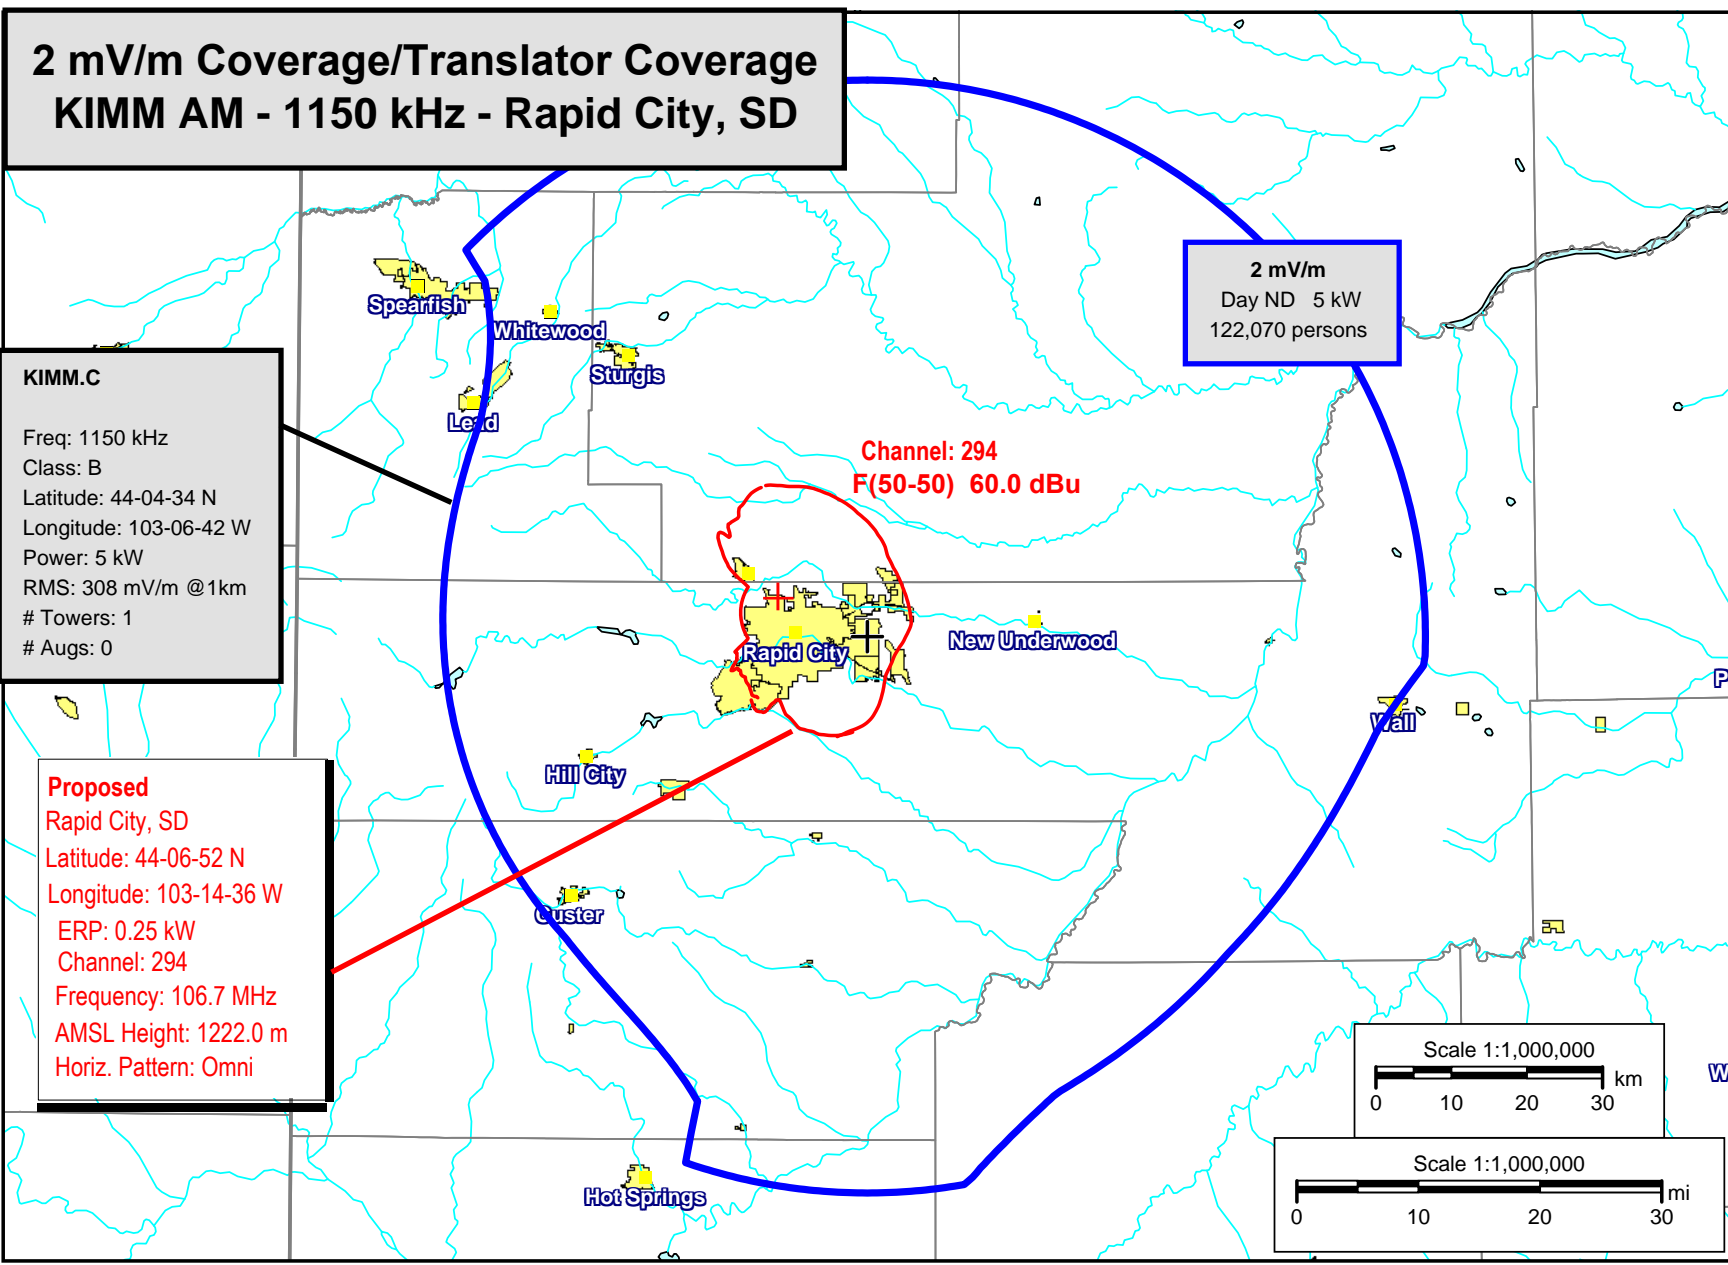 2 mV/m Coverage/Translator Coverage
KIMM AM - 1150 kHz - Rapid City, SD
2 mV/m
Day ND 5 kW
122,070 persons
Spearfish
Whitewood
Sturgis
Lead
KIMM.C
Freq: 1150 kHz
Class: B
Latitude: 44-04-34 N
Longitude: 103-06-42 W
Power: 5 kW
RMS: 308 mV/m @1km
# Towers: 1
# Augs: 0
Channel: 294
F(50-50) 60.0 dBu
Rapid City
New Underwood
Wall
P
Hill City
Custer
Hot Springs
Proposed
Rapid City, SD
Latitude: 44-06-52 N
Longitude: 103-14-36 W
ERP: 0.25 kW
Channel: 294
Frequency: 106.7 MHz
AMSL Height: 1222.0 m
Horiz. Pattern: Omni
W
Scale 1:1,000,000
km
0 10 20 30
Scale 1:1,000,000
mi
0 10 20 30